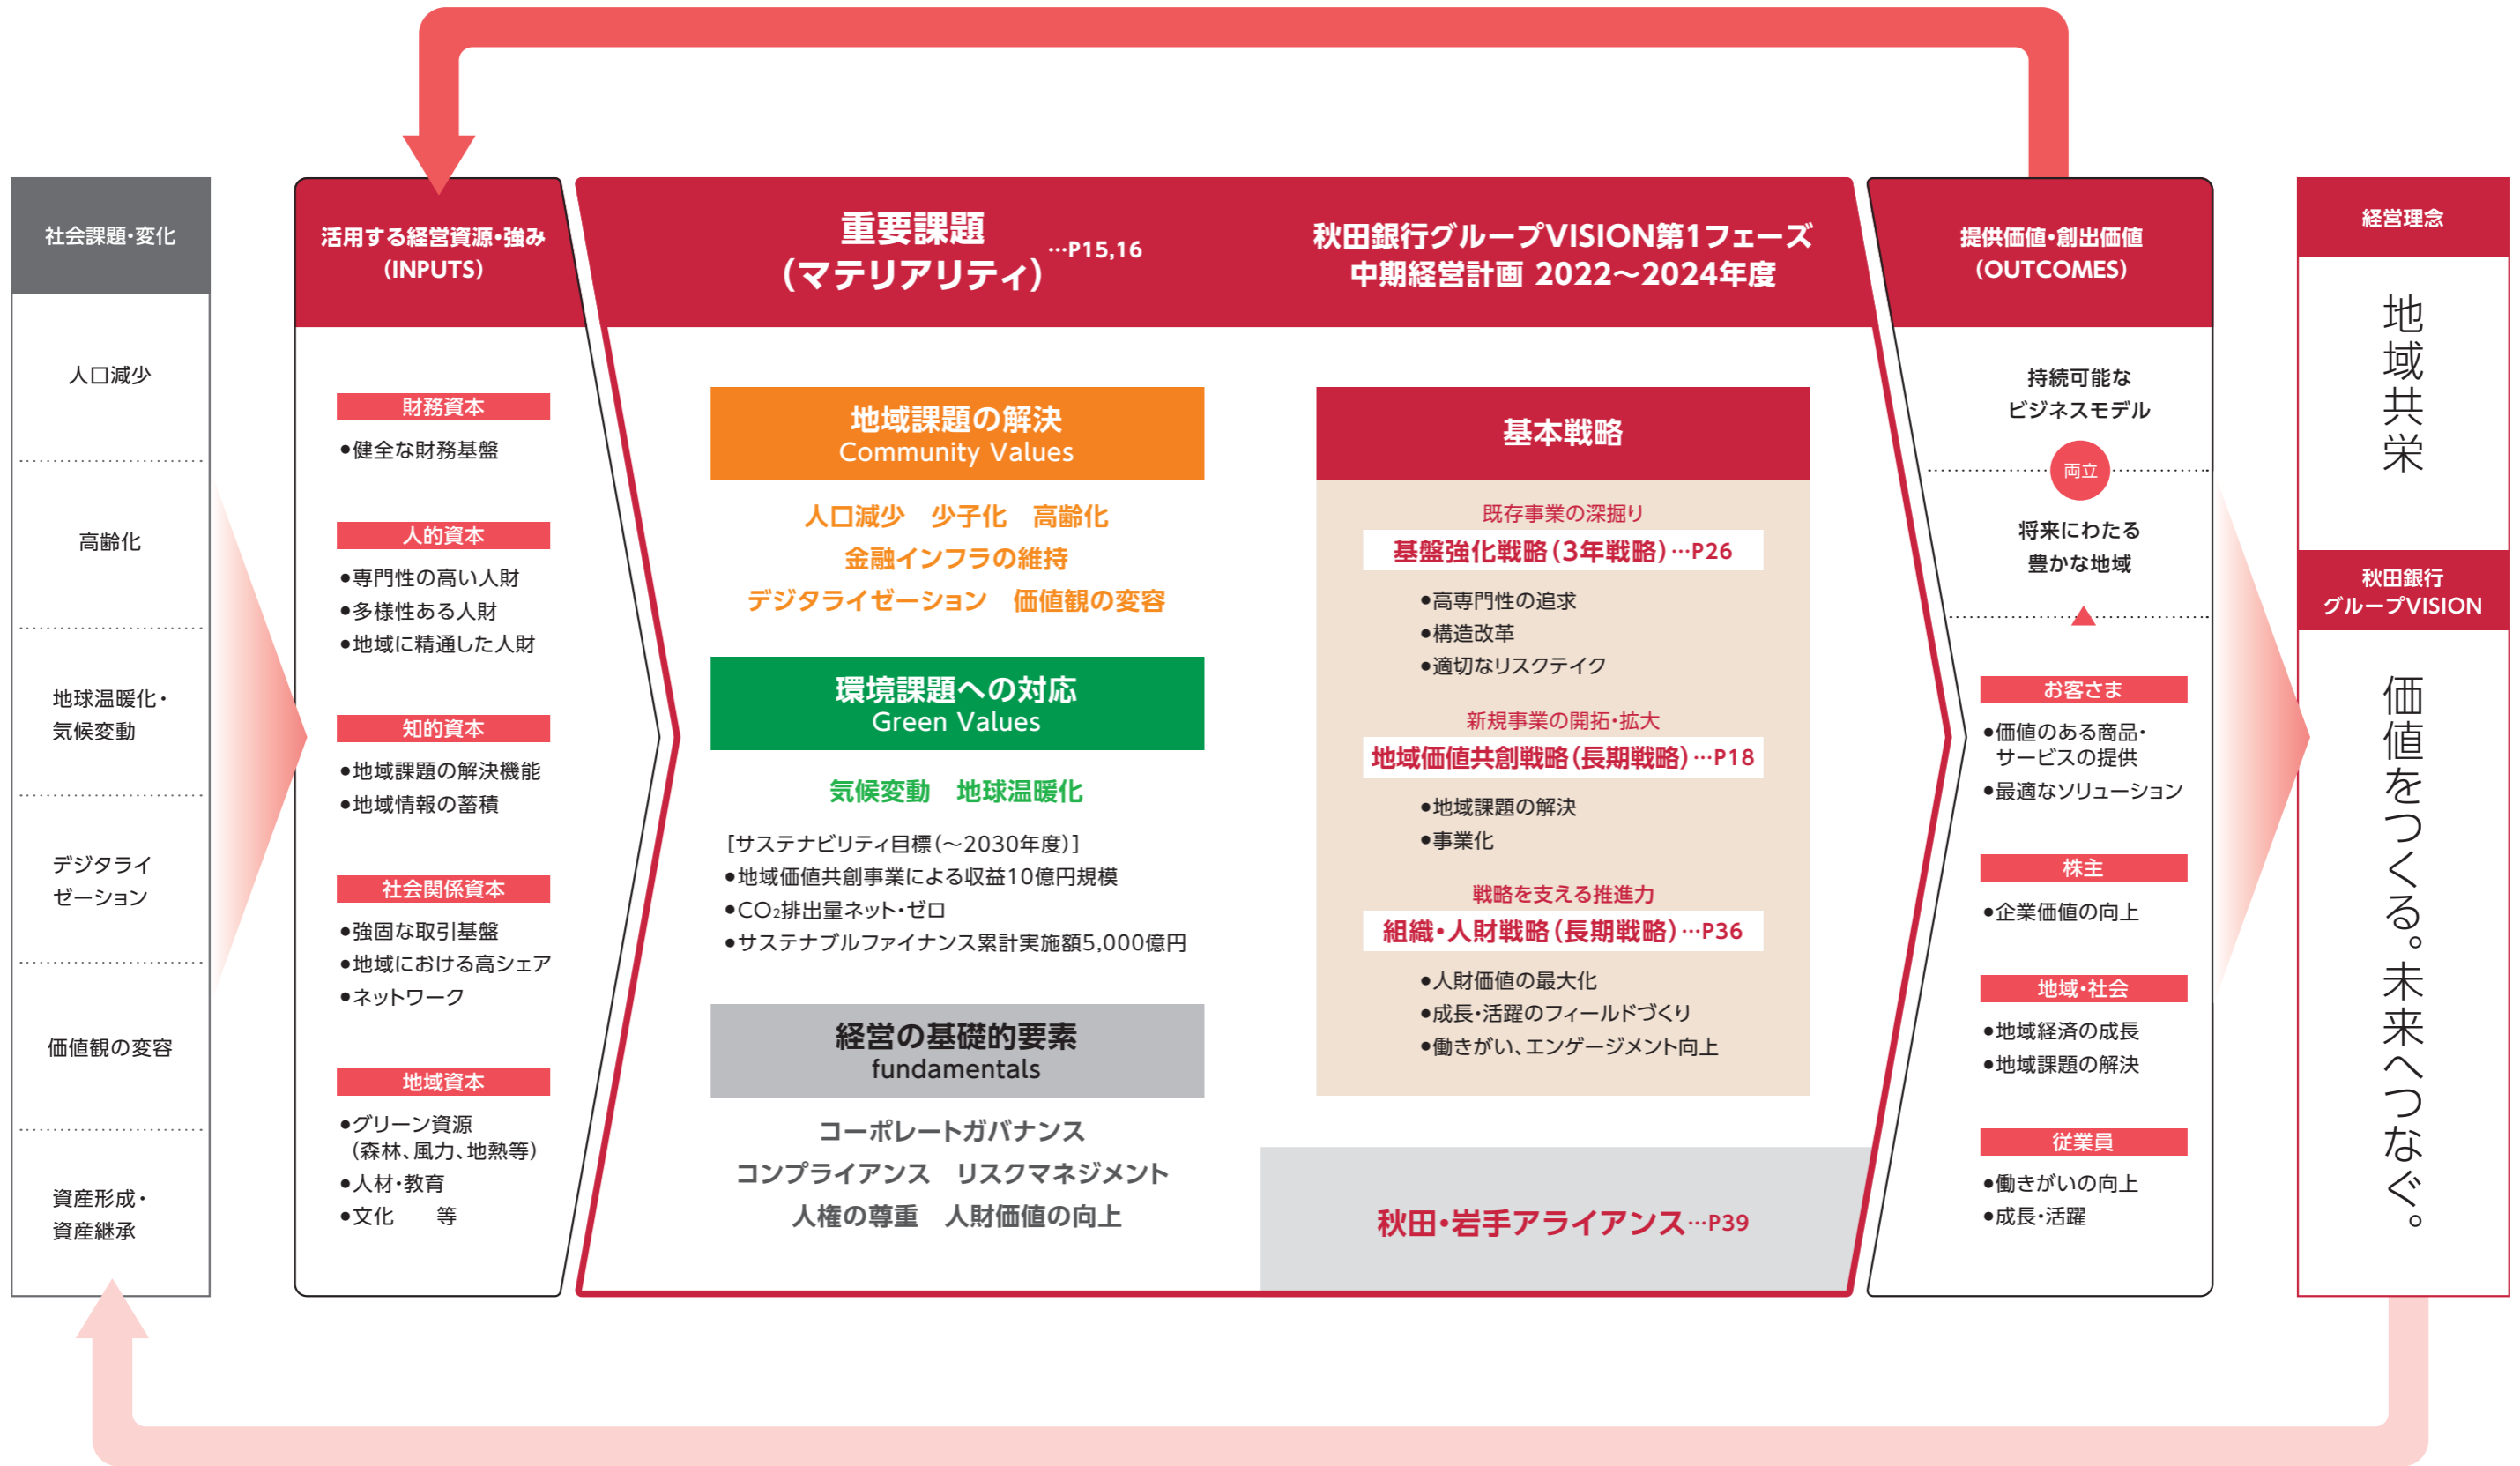 社会課題・変化
人口減少
高齢化
地球温暖化・
気候変動
デジタライ
ゼーション
価値観の変容
資産形成・
資産継承
活用する経営資源・強み
(INPUTS)
財務資本
●健全な財務基盤
人的資本
●専門性の高い人財
●多様性ある人財
●地域に精通した人財
知的資本
●地域課題の解決機能
●地域情報の蓄積
社会関係資本
●強固な取引基盤
●地域における高シェア
●ネットワーク
地域資本
●グリーン資源
(森林、風力、地熱等)
●人材・教育
●文化　等
重要課題
(マテリアリティ)…P15,16
地域課題の解決
Community Values
人口減少　少子化　高齢化
金融インフラの維持
デジタライゼーション　価値観の変容
環境課題への対応
Green Values
気候変動　地球温暖化
[サステナビリティ目標(～2030年度)]
●地域価値共創事業による収益10億円規模
●CO₂排出量ネット・ゼロ
●サステナブルファイナンス累計実施額5,000億円
経営の基礎的要素
fundamentals
コーポレートガバナンス
コンプライアンス　リスクマネジメント
人権の尊重　人財価値の向上
秋田銀行グループVISION第1フェーズ
中期経営計画 2022～2024年度
基本戦略
既存事業の深掘り
基盤強化戦略(3年戦略)…P26
●高専門性の追求
●構造改革
●適切なリスクテイク
新規事業の開拓・拡大
地域価値共創戦略(長期戦略)…P18
●地域課題の解決
●事業化
戦略を支える推進力
組織・人財戦略(長期戦略)…P36
●人財価値の最大化
●成長・活躍のフィールドづくり
●働きがい、エンゲージメント向上
秋田・岩手アライアンス…P39
提供価値・創出価値
(OUTCOMES)
持続可能な
ビジネスモデル
両立
将来にわたる
豊かな地域
お客さま
●価値のある商品・
サービスの提供
●最適なソリューション
株主
●企業価値の向上
地域・社会
●地域経済の成長
●地域課題の解決
従業員
●働きがいの向上
●成長・活躍
経営理念
地域共栄
秋田銀行
グループVISION
価値をつくる。未来へつなぐ。